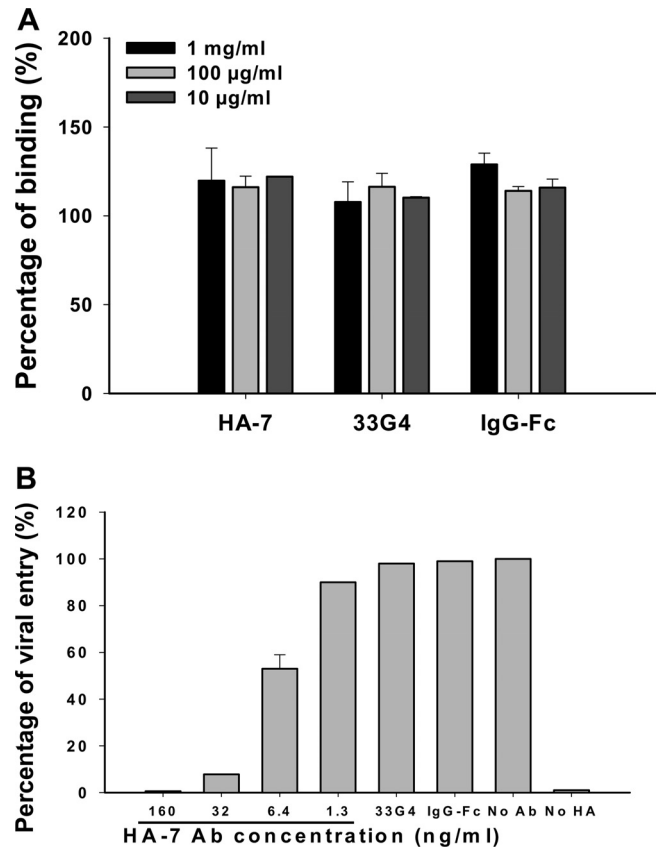 A
Percentage of binding (%)
200
150
100
50
0
1 mg/ml
100 µg/ml
10 µg/ml
HA-7 33G4 IgG-Fc
B
Percentage of viral entry (%)
120
100
80
60
40
20
0
160 32 6.4 1.3 33G4 IgG-Fc No Ab No HA
HA-7 Ab concentration (ng/ml)